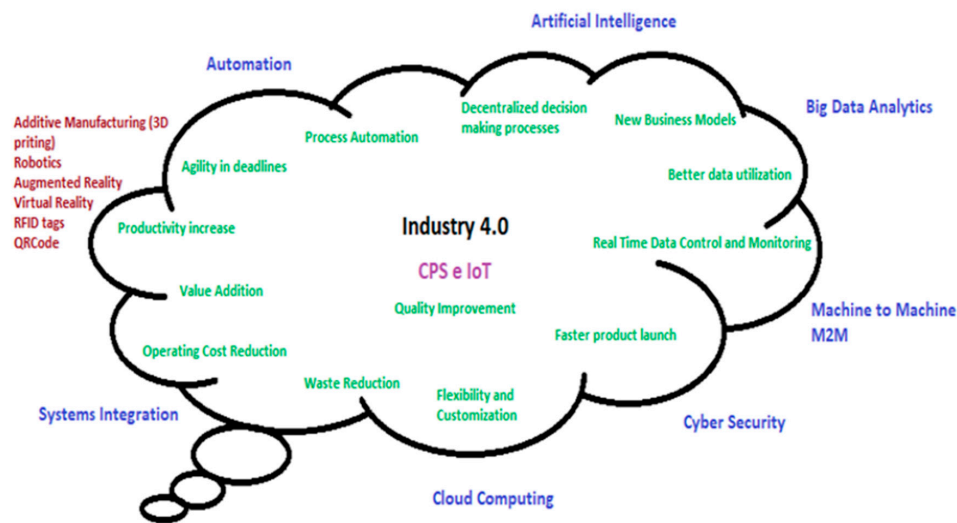 Artificial Intelligence
Automation
Big Data Analytics
Additive Manufacturing (3D
priting)
Robotics
Augmented Reality
Virtual Reality
RFID tags
QRCode
Decentralized decision
making processes
New Business Models
Process Automation
Agility in deadlines
Better data utilization
Productivity increase
Industry 4.0
Real Time Data Control and Monitoring
CPS e IoT
Value Addition
Quality Improvement
Machine to Machine
M2M
Faster product launch
Operating Cost Reduction
Waste Reduction
Flexibility and
Customization
Systems Integration
Cyber Security
Cloud Computing